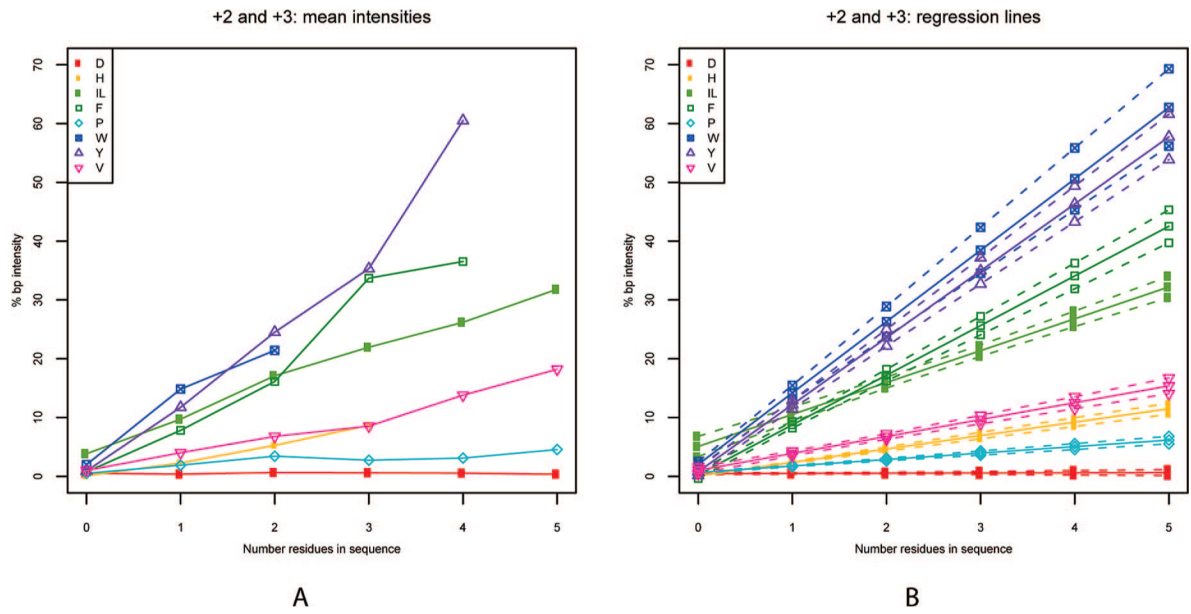 +2 and +3: mean intensities
% bp intensity
70
60
50
40
30
20
10
0
D
H
IL
F
P
W
Y
V
0 1 2 3 4 5
Number residues in sequence
A
+2 and +3: regression lines
% bp intensity
70
60
50
40
30
20
10
0
D
H
IL
F
P
W
Y
V
0 1 2 3 4 5
Number residues in sequence
B